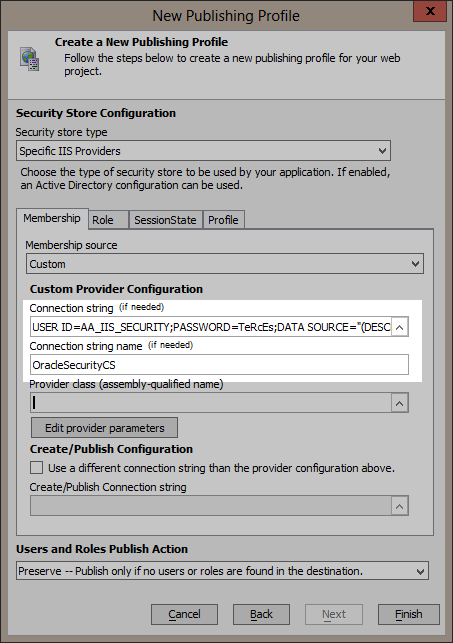 New Publishing Profile
x
Create a New Publishing Profile
Follow the steps below to create a new publishing profile for your web
project.
Security Store Configuration
Security store type
Specific IIS Providers
Choose the type of security store to be used by your application. If enabled,
an Active Directory configuration can be used.
Membership Role SessionState Profile
Membership source
Custom
Custom Provider Configuration
Connection string (if needed)
USER ID=AA_IIS_SECURITY;PASSWORD=TeRcEs;DATA SOURCE="(DESC
Connection string name (if needed)
OracleSecurityCS
Provider class (assembly-qualified name)
Edit provider parameters
Create/Publish Configuration
Use a different connection string than the provider configuration above.
Create/Publish Connection string
Users and Roles Publish Action
Preserve -- Publish only if no users or roles are found in the destination.
Cancel Back Next Finish